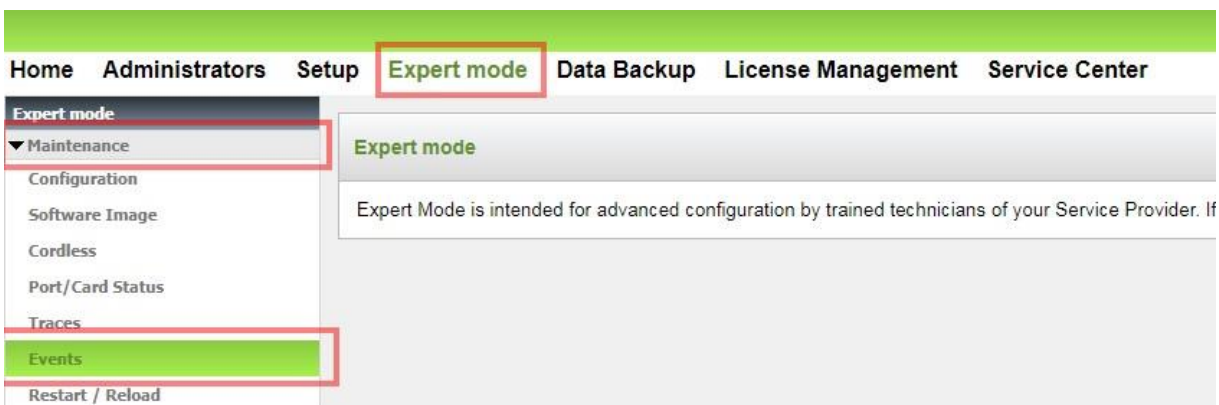 Home Administrators Setup Expert mode Data Backup License Management Service Center
Expert mode
Maintenance
Configuration
Software Image
Cordless
Port/Card Status
Traces
Events
Restart / Reload
Expert mode
Expert Mode is intended for advanced configuration by trained technicians of your Service Provider. If